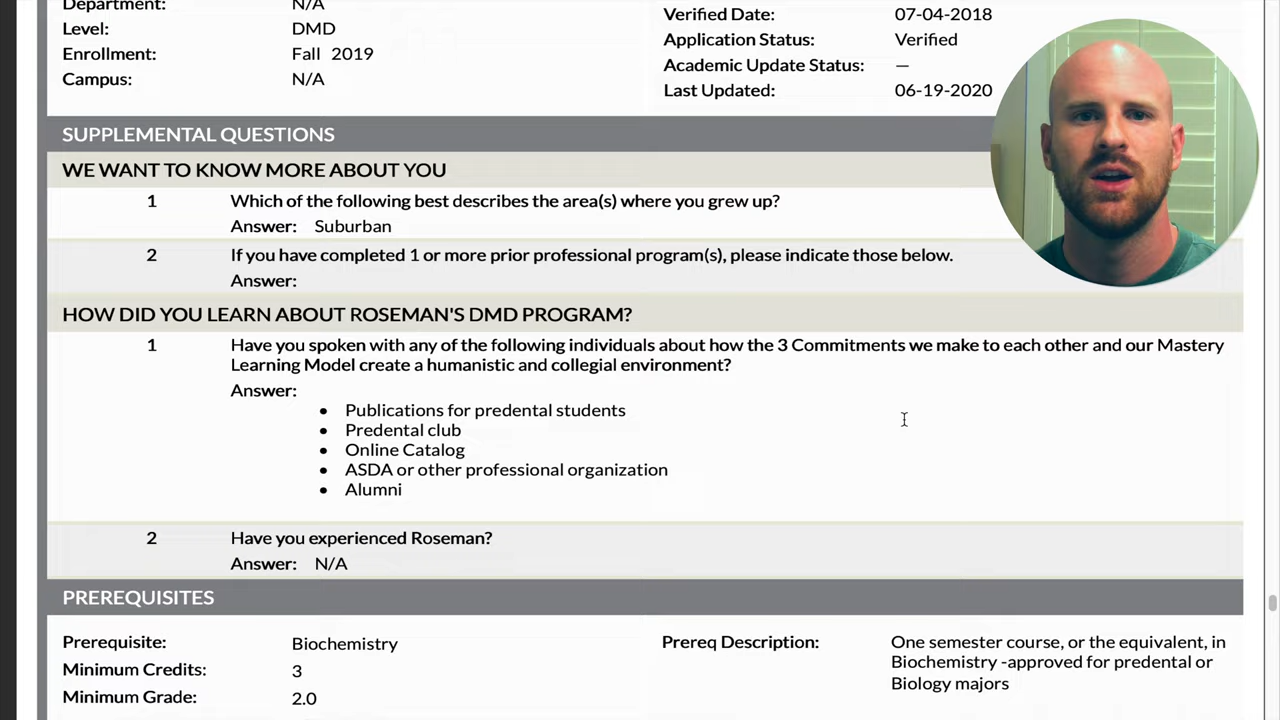 Department: N/A
Level: DMD
Enrollment: Fall 2019
Campus: N/A
Verified Date: 07-04-2018
Application Status: Verified
Academic Update Status: —
Last Updated: 06-19-2020
SUPPLEMENTAL QUESTIONS
WE WANT TO KNOW MORE ABOUT YOU
1 Which of the following best describes the area(s) where you grew up?
Answer: Suburban
2 If you have completed 1 or more prior professional program(s), please indicate those below.
Answer:
HOW DID YOU LEARN ABOUT ROSEMAN'S DMD PROGRAM?
1 Have you spoken with any of the following individuals about how the 3 Commitments we make to each other and our Mastery
Learning Model create a humanistic and collegial environment?
Answer:
• Publications for predental students
• Predental club
• Online Catalog
• ASDA or other professional organization
• Alumni
2 Have you experienced Roseman?
Answer: N/A
PREREQUISITES
Prerequisite: Biochemistry
Minimum Credits: 3
Minimum Grade: 2.0
Prereq Description: One semester course, or the equivalent, in
Biochemistry -approved for predental or
Biology majors